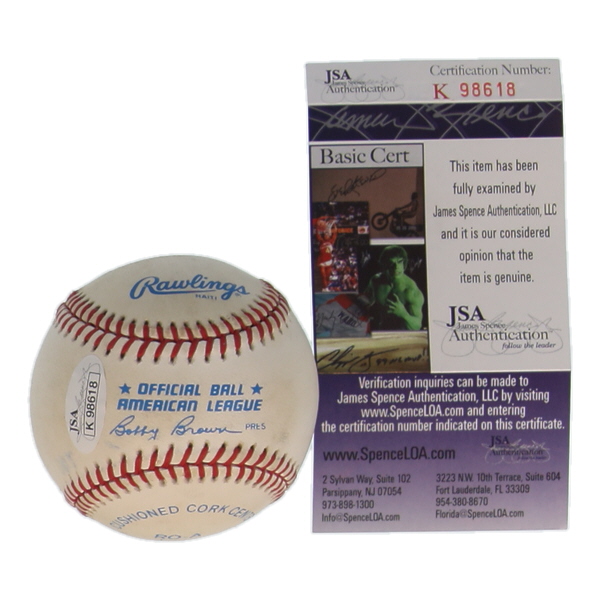 Rawlings
HAITI
OFFICIAL BALL
AMERICAN LEAGUE
Bobby Brown PRES
CUSHIONED CORK CENTER
RO A
JSA
K 98618
JSA
Authentication
Certification Number:
K 98618
James Spence
Basic Cert
This item has been
fully examined by
James Spence Authentication, LLC
and it is our considered
opinion that the
item is genuine.
JSA
James Spence
Authentication
follow the leader
Verification inquiries can be made to
James Spence Authentication, LLC by visiting
www.SpenceLOA.com and entering
the certification number indicated on this certificate.
www.SpenceLOA.com
JSA
Authentication
2 Sylvan Way, Suite 102
Parsippany, NJ 07054
973-898-1300
Info@SpenceLOA.com
3223 N.W. 10th Terrace, Suite 604
Fort Lauderdale, FL 33309
954-380-8670
Florida@SpenceLOA.com